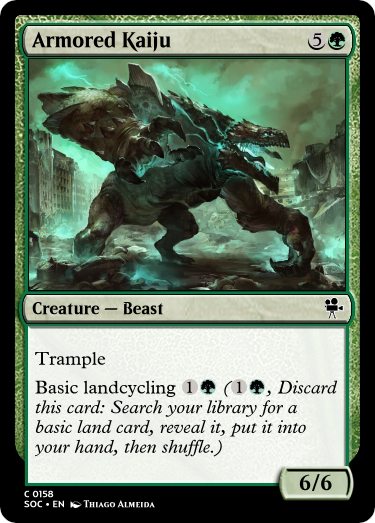 Armored Kaiju 5
Creature — Beast
Trample
Basic landcycling 1 (1, Discard
this card: Search your library for a
basic land card, reveal it, put it into
your hand, then shuffle.)
6/6
C 0158
SOC • EN Thiago Almeida